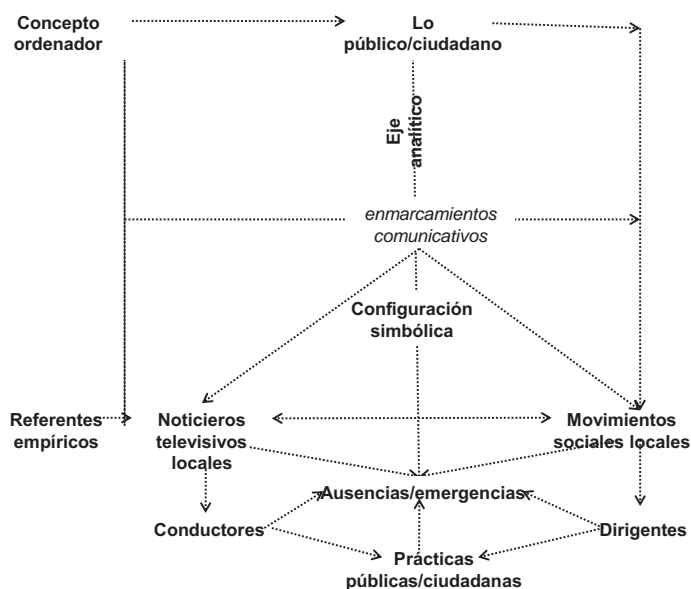 Concepto
ordenador
Lo
público/ciudadano
Eje
analítico
enmarcamientos
comunicativos
Configuración
simbólica
Referentes
empíricos
Noticieros
televisivos
locales
Movimientos
sociales locales
Ausencias/emergencias
Conductores
Dirigentes
Prácticas
públicas/ciudadanas